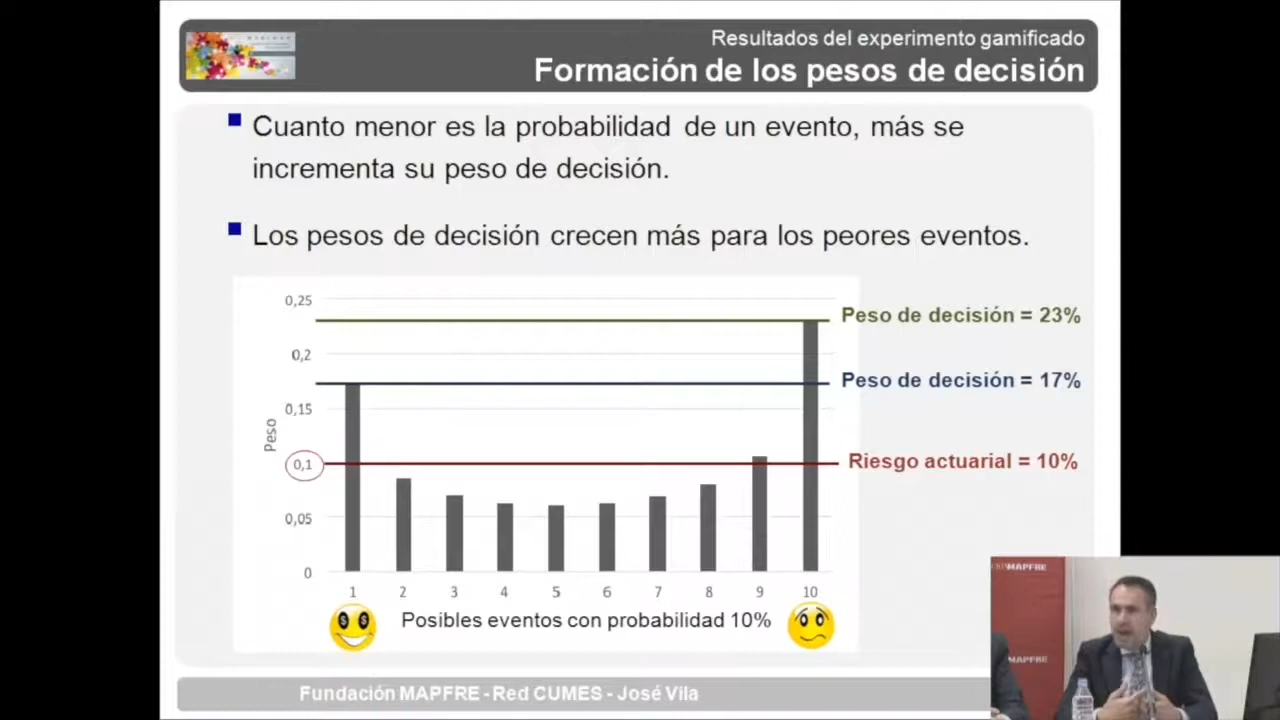 Resultados del experimento gamificado
Formación de los pesos de decisión
Cuanto menor es la probabilidad de un evento, más se
incrementa su peso de decisión.
Los pesos de decisión crecen más para los peores eventos.
0,25
Peso de decisión = 23%
0,2
Peso de decisión = 17%
0,15
Peso
0,1
Riesgo actuarial = 10%
0,05
0
1 2 3 4 5 6 7 8 9 10
Posibles eventos con probabilidad 10%
Fundación MAPFRE - Red CUMES - José Vila
MAPFRE
MAPFRE